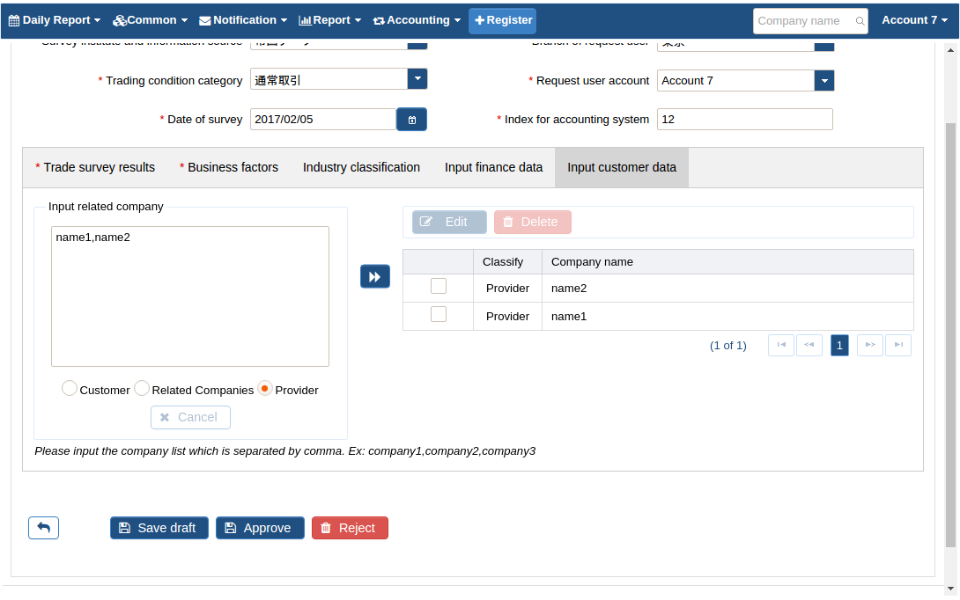 Daily Report Common Notification Report Accounting Register Company name Account 7
Survey institute and information source Branch of request user
* Trading condition category 通常取引 * Request user account Account 7
* Date of survey 2017/02/05 * Index for accounting system 12
* Trade survey results * Business factors Industry classification Input finance data Input customer data
Input related company
name1,name2
Customer Related Companies Provider
Cancel
Edit Delete
Classify Company name
Provider name2
Provider name1
(1 of 1) 1
Please input the company list which is separated by comma. Ex: company1,company2,company3
Save draft Approve Reject